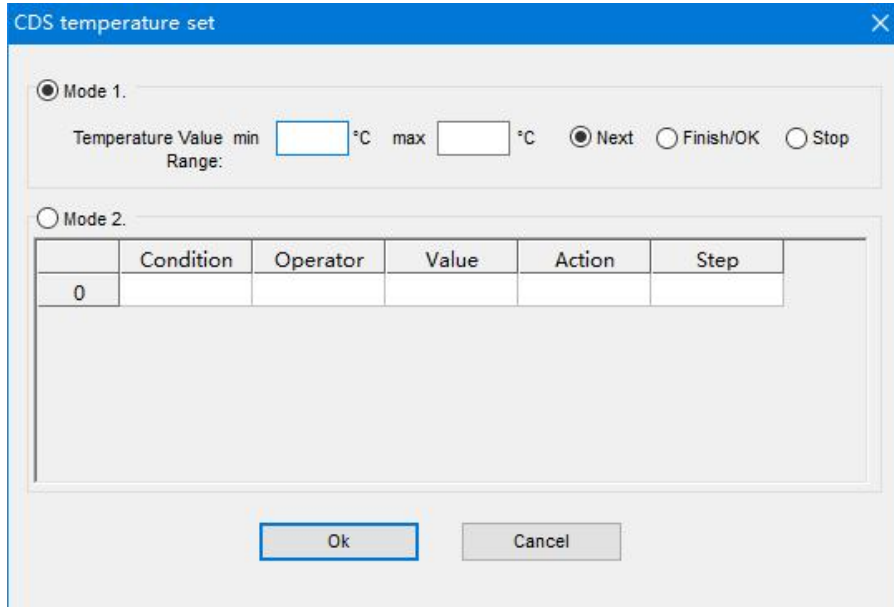 CDS temperature set
Mode 1.
Temperature Value min °C max °C Next Finish/OK Stop
Range:
Mode 2.
Condition Operator Value Action Step
0
Ok Cancel